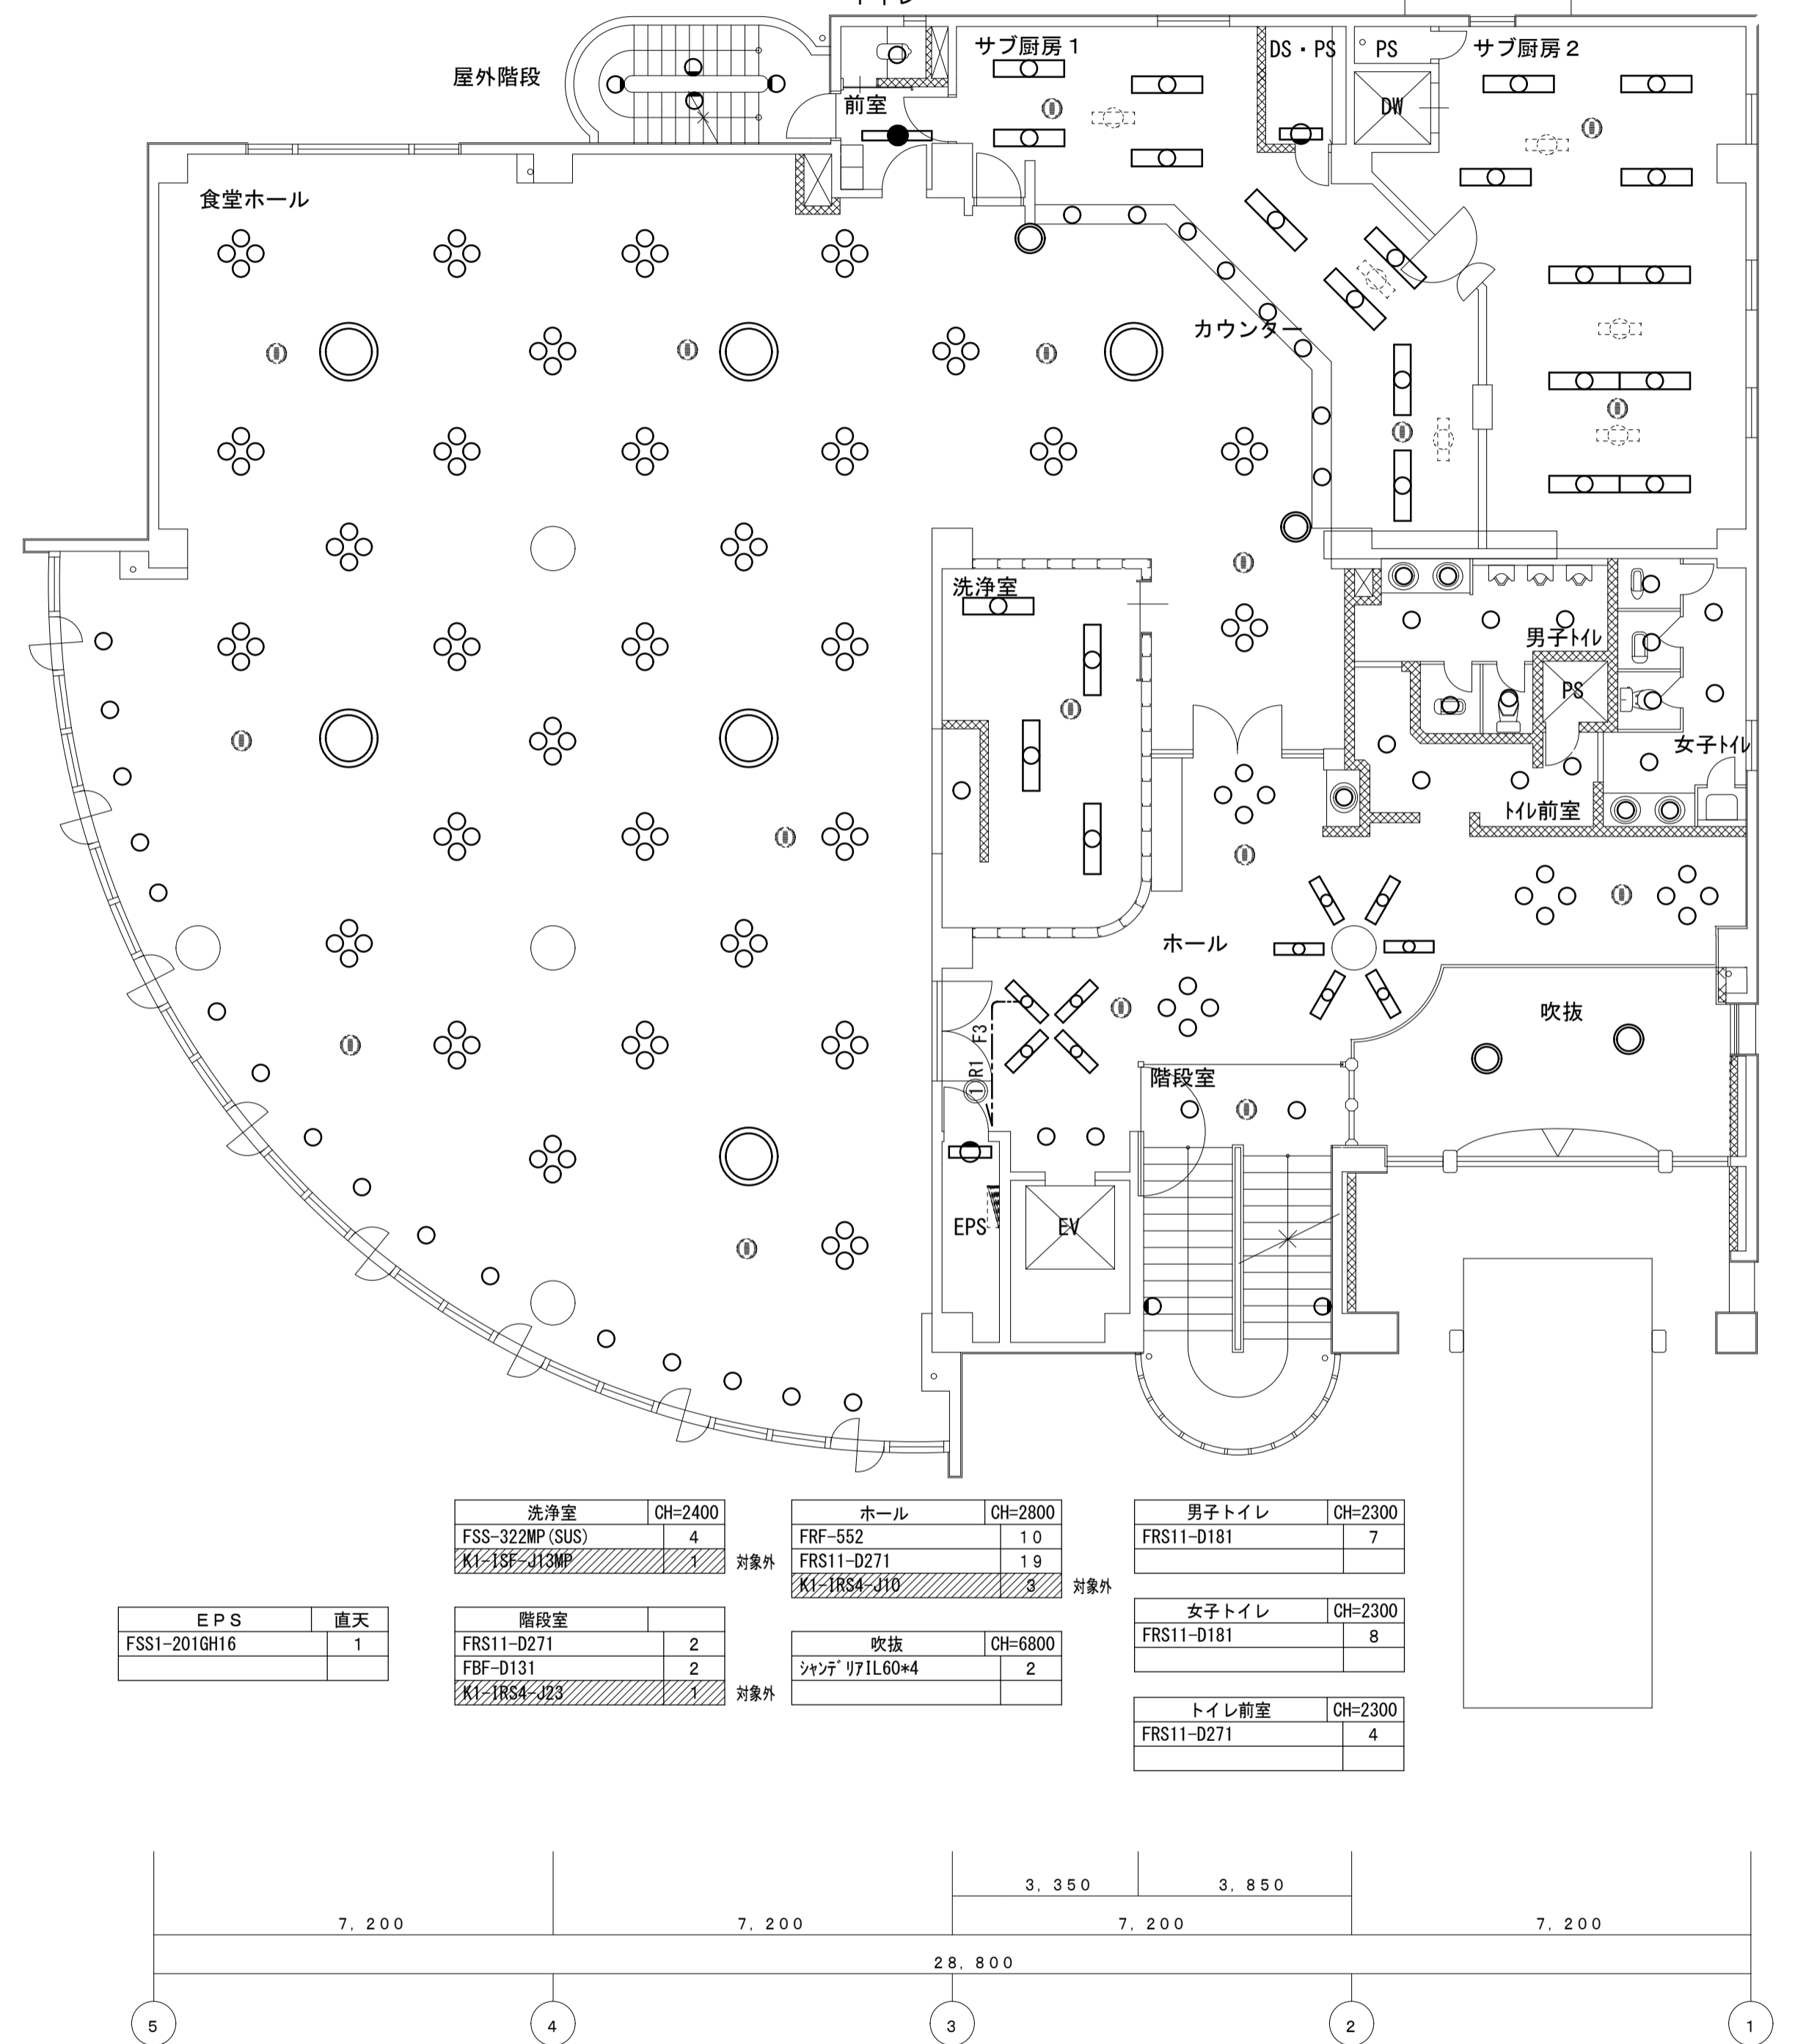 トイレ
屋外階段
前室
サブ厨房1
DS・PS
PS
サブ厨房2
DW
食堂ホール
カウンター
洗浄室
男子ﾄｲﾚ
PS
女子ﾄｲﾚ
ﾄｲﾚ前室
ホール
吹抜
F3
R1
1
階段室
EPS
EV
洗浄室 CH=2400
FSS-322MP(SUS) 4
K1-ISF-J13MP 1 対象外
ホール CH=2800
FRF-552 10
FRS11-D271 19
K1-IRS4-J10 3 対象外
男子トイレ CH=2300
FRS11-D181 7
EPS 直天
FSS1-201GH16 1
階段室
FRS11-D271 2
FBF-D131 2
K1-IRS4-J23 1 対象外
吹抜 CH=6800
ｼｬﾝﾃﾞﾘｱIL60*4 2
女子トイレ CH=2300
FRS11-D181 8
トイレ前室 CH=2300
FRS11-D271 4
3,350 3,850
7,200 7,200 7,200 7,200
28,800
5 4 3 2 1